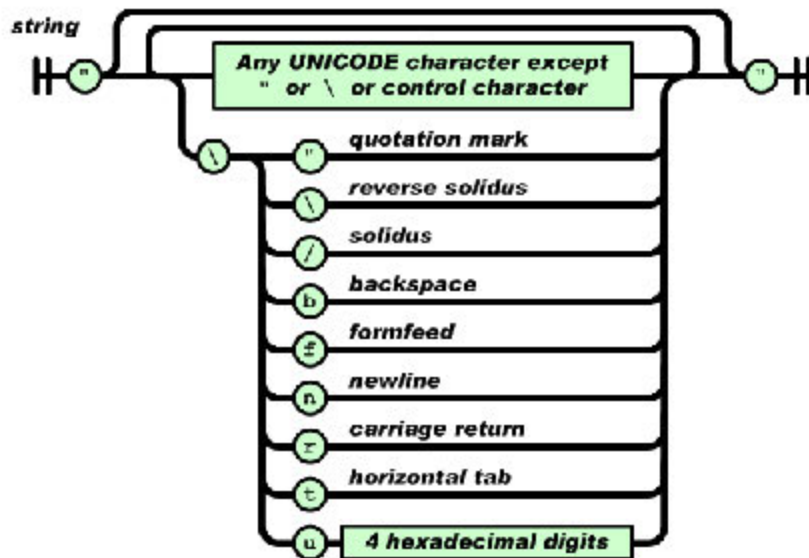 string
"
Any UNICODE character except
" or \ or control character
"
\
" quotation mark
\ reverse solidus
/ solidus
b backspace
f formfeed
n newline
r carriage return
t horizontal tab
u 4 hexadecimal digits